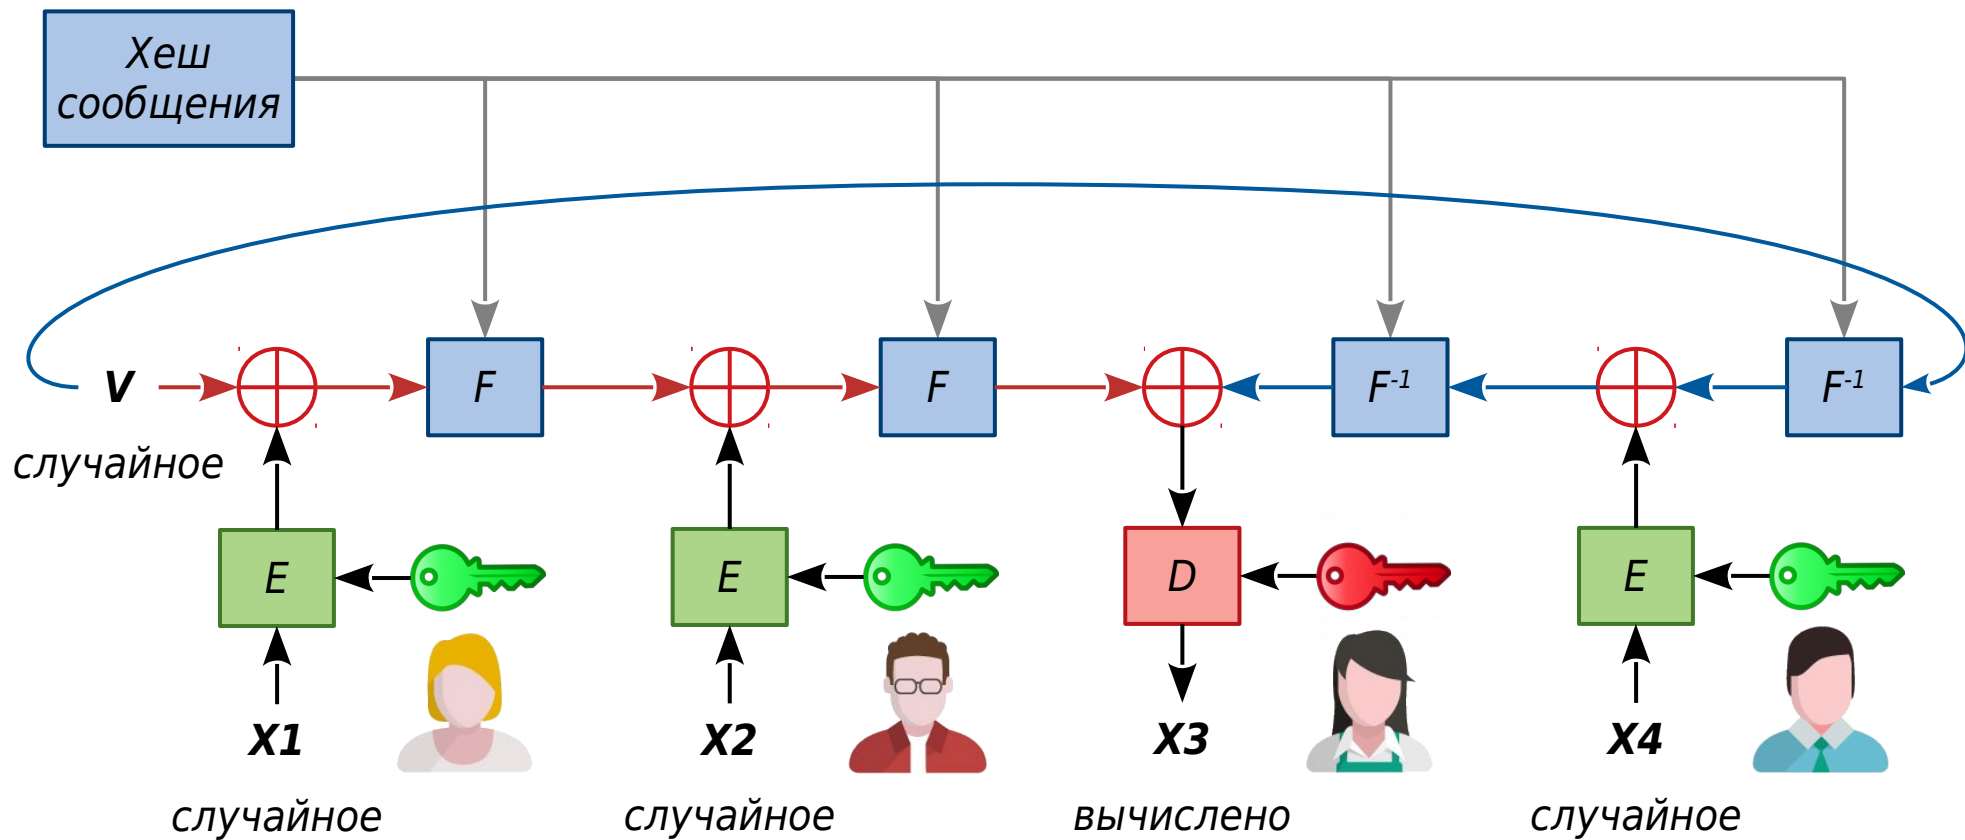 Хеш
сообщения
V
F
F
F⁻¹
F⁻¹
случайное
E
E
D
E
X1
X2
X3
X4
случайное
случайное
вычислено
случайное